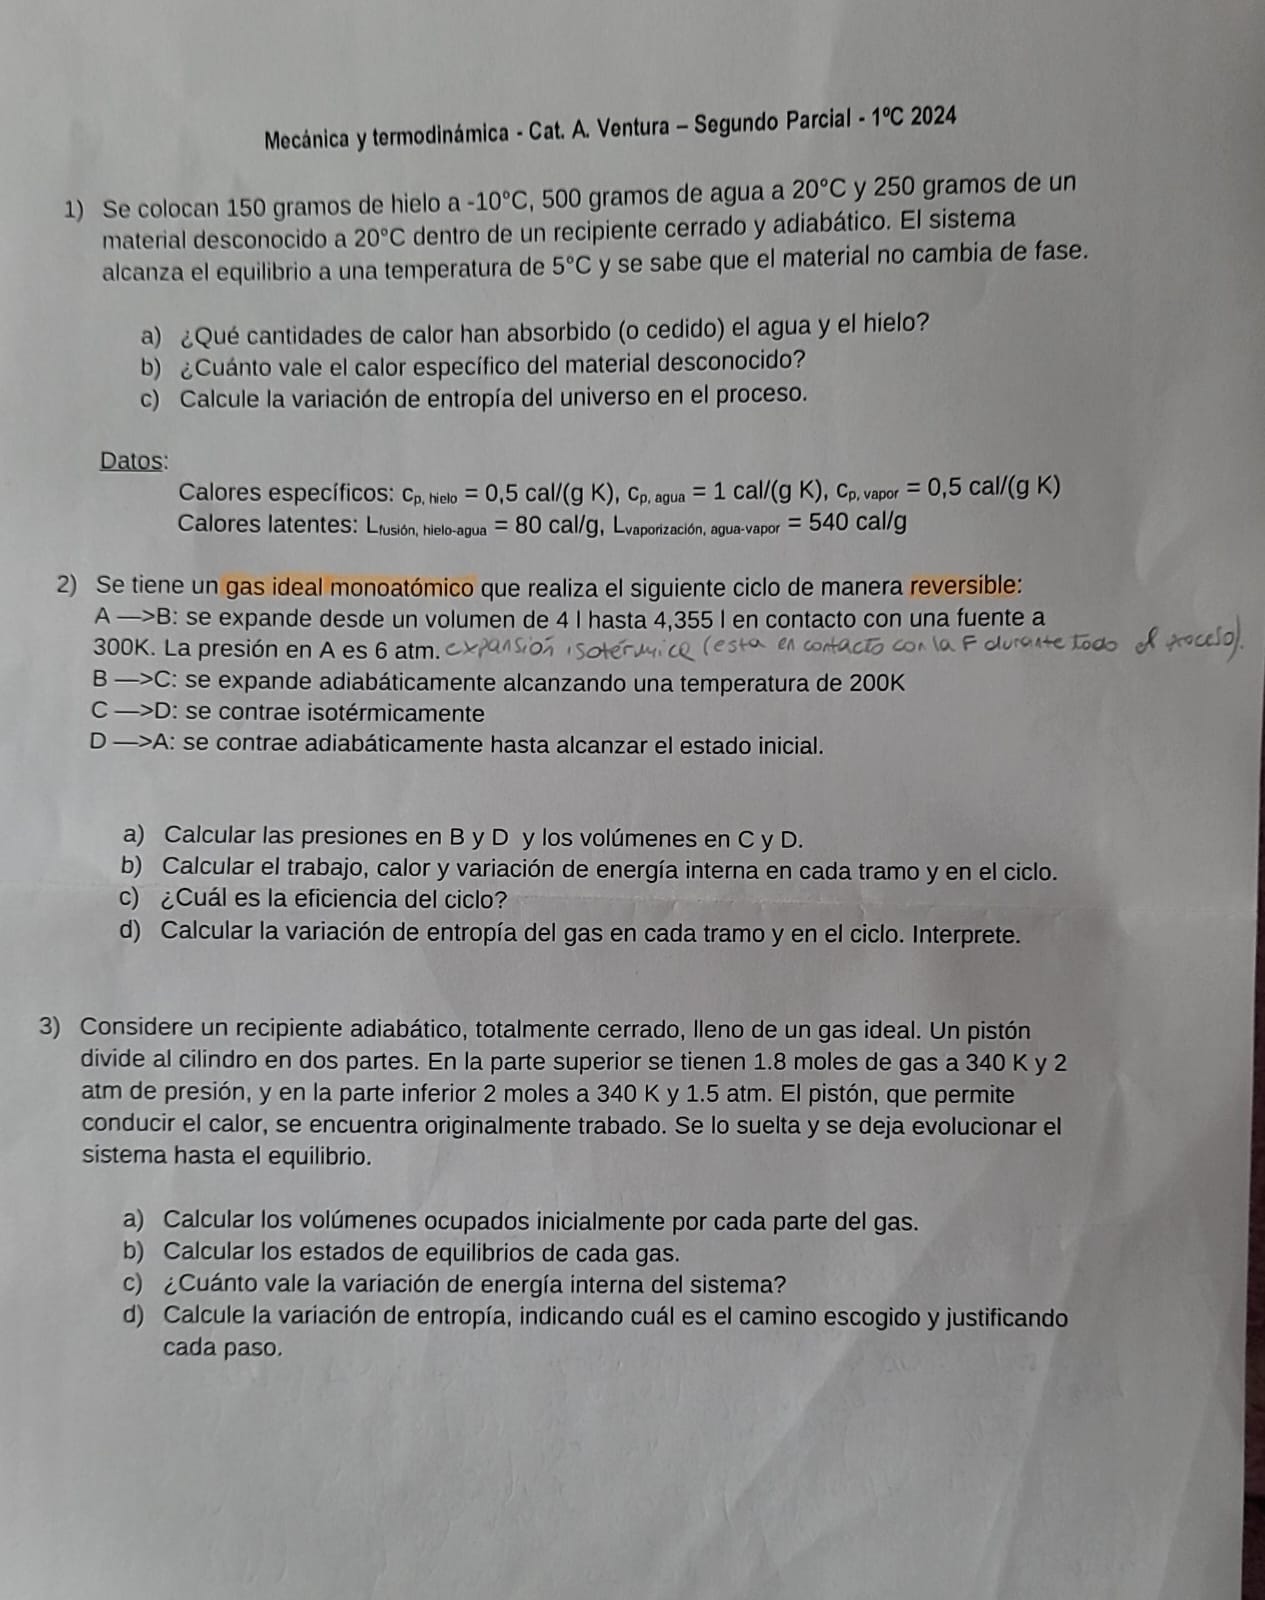 Mecánica y termodinámica - Cat. A. Ventura – Segundo Parcial - 1ºC 2024
1) Se colocan 150 gramos de hielo a -10°C, 500 gramos de agua a 20°C y 250 gramos de un
material desconocido a 20°C dentro de un recipiente cerrado y adiabático. El sistema
alcanza el equilibrio a una temperatura de 5°C y se sabe que el material no cambia de fase.
a) ¿Qué cantidades de calor han absorbido (o cedido) el agua y el hielo?
b) ¿Cuánto vale el calor específico del material desconocido?
c) Calcule la variación de entropía del universo en el proceso.
Datos:
Calores específicos: cp, hielo = 0,5 cal/(g K), cp, agua = 1 cal/(g K), cp, vapor = 0,5 cal/(g K)
Calores latentes: Lfusión, hielo-agua = 80 cal/g, Lvaporización, agua-vapor = 540 cal/g
2) Se tiene un gas ideal monoatómico que realiza el siguiente ciclo de manera reversible:
A —>B: se expande desde un volumen de 4 l hasta 4,355 l en contacto con una fuente a
300K. La presión en A es 6 atm. expansión isotérmica (esta en contacto con la F durante todo el proceso).
B —>C: se expande adiabáticamente alcanzando una temperatura de 200K
C —>D: se contrae isotérmicamente
D —>A: se contrae adiabáticamente hasta alcanzar el estado inicial.
a) Calcular las presiones en B y D y los volúmenes en C y D.
b) Calcular el trabajo, calor y variación de energía interna en cada tramo y en el ciclo.
c) ¿Cuál es la eficiencia del ciclo?
d) Calcular la variación de entropía del gas en cada tramo y en el ciclo. Interprete.
3) Considere un recipiente adiabático, totalmente cerrado, lleno de un gas ideal. Un pistón
divide al cilindro en dos partes. En la parte superior se tienen 1.8 moles de gas a 340 K y 2
atm de presión, y en la parte inferior 2 moles a 340 K y 1.5 atm. El pistón, que permite
conducir el calor, se encuentra originalmente trabado. Se lo suelta y se deja evolucionar el
sistema hasta el equilibrio.
a) Calcular los volúmenes ocupados inicialmente por cada parte del gas.
b) Calcular los estados de equilibrios de cada gas.
c) ¿Cuánto vale la variación de energía interna del sistema?
d) Calcule la variación de entropía, indicando cuál es el camino escogido y justificando
cada paso.